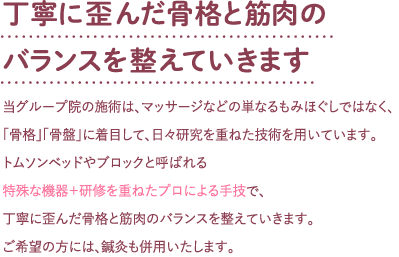 丁寧に歪んだ骨格と筋肉の
バランスを整えていきます
当グループ院の施術は、マッサージなどの単なるもみほぐしではなく、
「骨格」「骨盤」に着目して、日々研究を重ねた技術を用いています。
トムソンベッドやブロックと呼ばれる
特殊な機器+研修を重ねたプロによる手技で、
丁寧に歪んだ骨格と筋肉のバランスを整えていきます。
ご希望の方には、鍼灸も併用いたします。